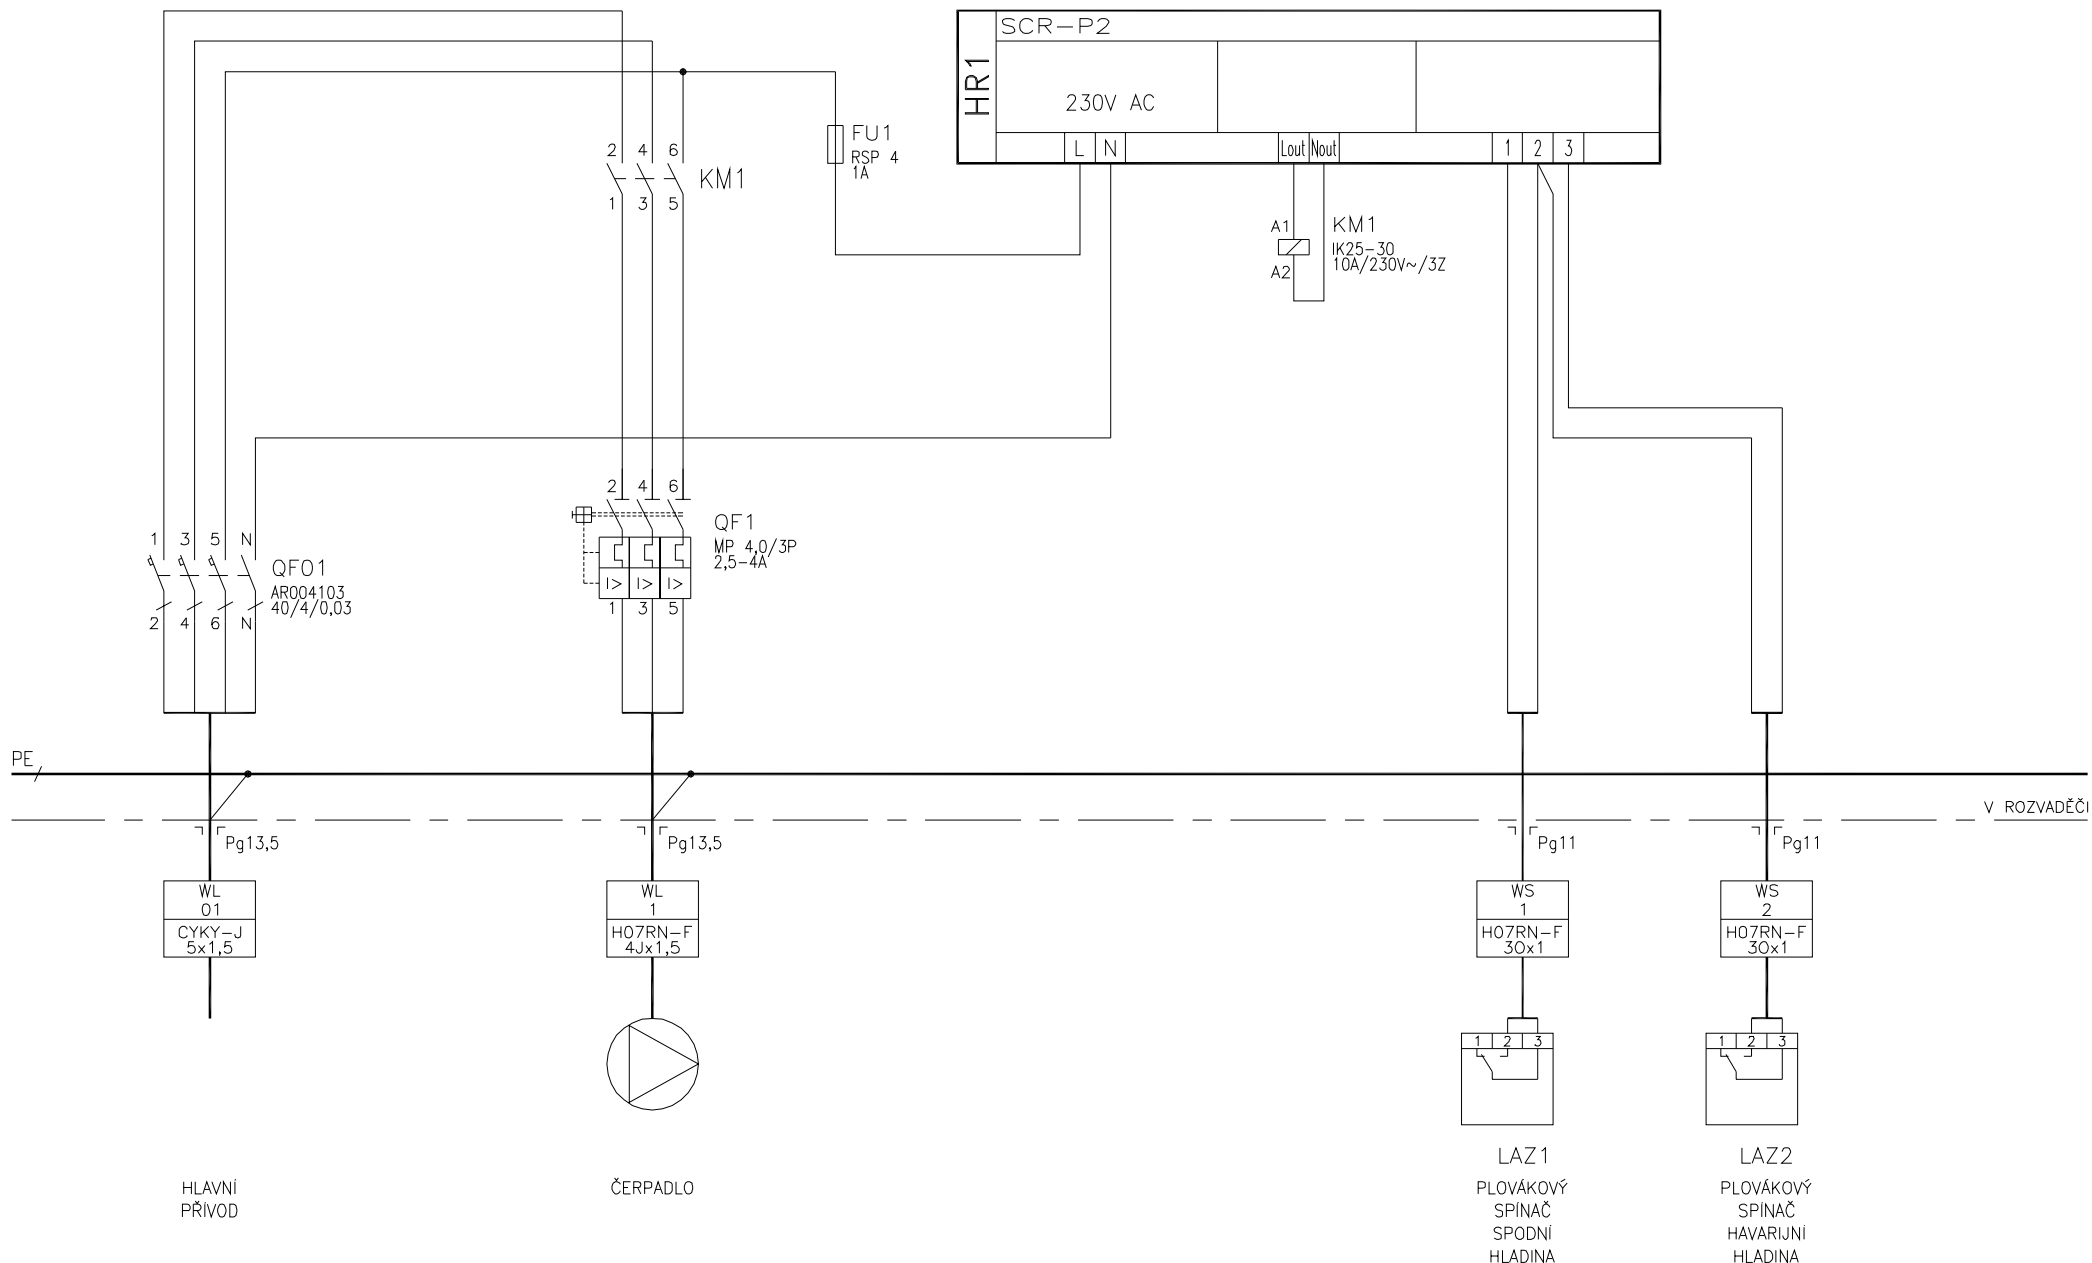 SCR-P2
HR1
230V AC
L N Lout Nout 1 2 3
FU1
RSP 4
1A
2 4 6
KM1
1 3 5
A1
KM1
IK25-30
10A/230V~/3Z
A2
2 4 6
QF1
MP 4,0/3P
2,5-4A
I> I> I>
1 3 5
1 3 5 N
QF01
AR004103
40/4/0,03
2 4 6 N
PE
V ROZVADĚČI
Pg13,5
Pg13,5
Pg11
Pg11
WL
01
CYKY-J
5x1,5
WL
1
H07RN-F
4Jx1,5
WS
1
H07RN-F
3Ox1
WS
2
H07RN-F
3Ox1
1 2 3
1 2 3
HLAVNÍ
PŘÍVOD
ČERPADLO
LAZ1
PLOVÁKOVÝ
SPÍNAČ
SPODNÍ
HLADINA
LAZ2
PLOVÁKOVÝ
SPÍNAČ
HAVARIJNÍ
HLADINA